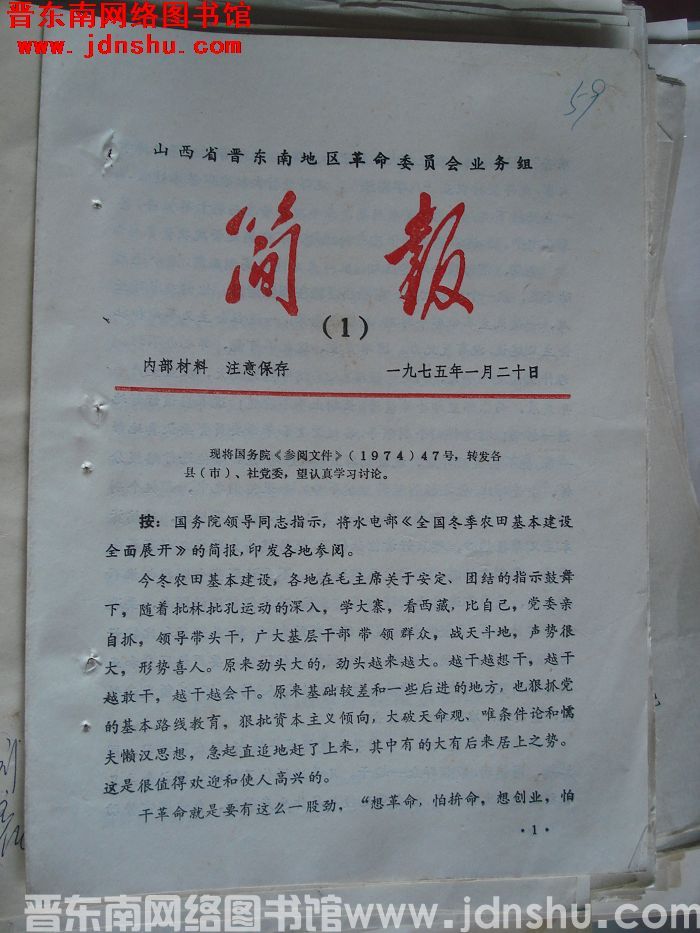 晋东南网络图书馆
www.jdnshu.com
59
山西省晋东南地区革命委员会业务组
简报
(1)
内部材料 注意保存 一九七五年一月二十日
现将国务院《参阅文件》(1974)47号，转发各
县(市)、社党委，望认真学习讨论。
按：国务院领导同志指示，将水电部《全国冬季农田基本建设
全面展开》的简报，印发各地参阅。
今冬农田基本建设，各地在毛主席关于安定、团结的指示鼓舞
下，随着批林批孔运动的深入，学大寨，看西藏，比自己，党委亲
自抓，领导带头干，广大基层干部带领群众，战天斗地，声势很
大，形势喜人。原来劲头大的，劲头越来越大。越干越想干，越干
越敢干，越干越会干。原来基础较差和一些后进的地方，也狠抓党
的基本路线教育，狠批资本主义倾向，大破天命观、唯条件论和懦
夫懒汉思想，急起直追地赶了上来，其中有的大有后来居上之势。
这是很值得欢迎和使人高兴的。
干革命就是要有这么一股劲，“想革命，怕拚命，想创业，怕
·1·
晋东南网络图书馆www.jdnshu.com